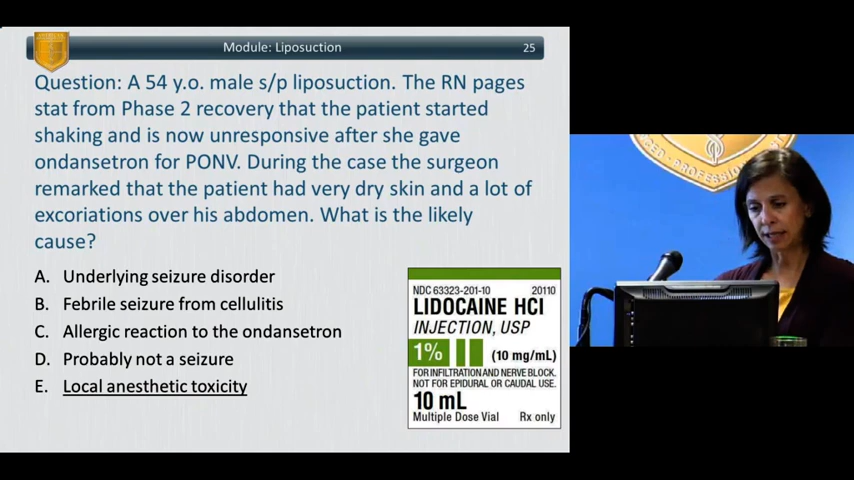 Module: Liposuction
25
Question: A 54 y.o. male s/p liposuction. The RN pages
stat from Phase 2 recovery that the patient started
shaking and is now unresponsive after she gave
ondansetron for PONV. During the case the surgeon
remarked that the patient had very dry skin and a lot of
excoriations over his abdomen. What is the likely
cause?
A. Underlying seizure disorder
B. Febrile seizure from cellulitis
C. Allergic reaction to the ondansetron
D. Probably not a seizure
E. Local anesthetic toxicity
NDC 63323-201-10 20110
LIDOCAINE HCl
INJECTION, USP
1% (10 mg/mL)
FOR INFILTRATION AND NERVE BLOCK.
NOT FOR EPIDURAL OR CAUDAL USE.
10 mL
Multiple Dose Vial Rx only